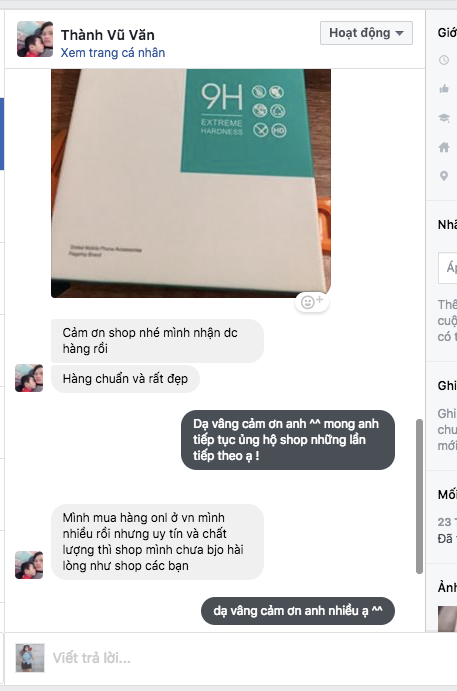 Thành Vũ Văn
Xem trang cá nhân
Hoạt động
Giớ
9H
EXTREME
HARDNESS
HD
Global Mobile Phone Accessories
Flagship Brand
Nhã
Áp
Thê
cuộ
có t
Cảm ơn shop nhé mình nhận dc
hàng rồi
Hàng chuẩn và rất đẹp
Ghi
Ghi
chu
mới
Dạ vâng cảm ơn anh ^^ mong anh
tiếp tục ủng hộ shop những lần
tiếp theo ạ !
Mối
23 T
Đã t
Mình mua hàng onl ở vn mình
nhiều rồi nhưng uy tín và chất
lượng thì shop mình chưa bjo hài
lòng như shop các bạn
Ảnh
dạ vâng cảm ơn anh nhiều ạ ^^
Viết trả lời...